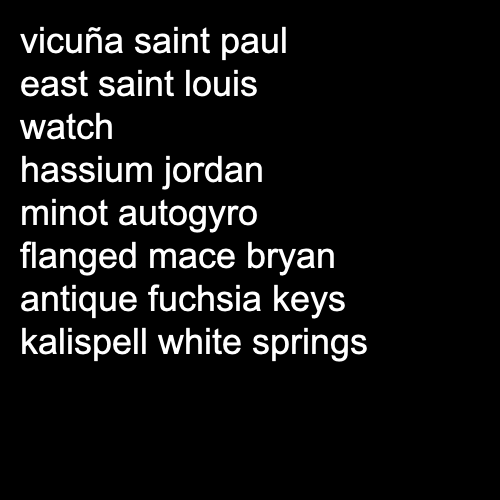 vicuña saint paul
east saint louis
watch
hassium jordan
minot autogyro
flanged mace bryan
antique fuchsia keys
kalispell white springs